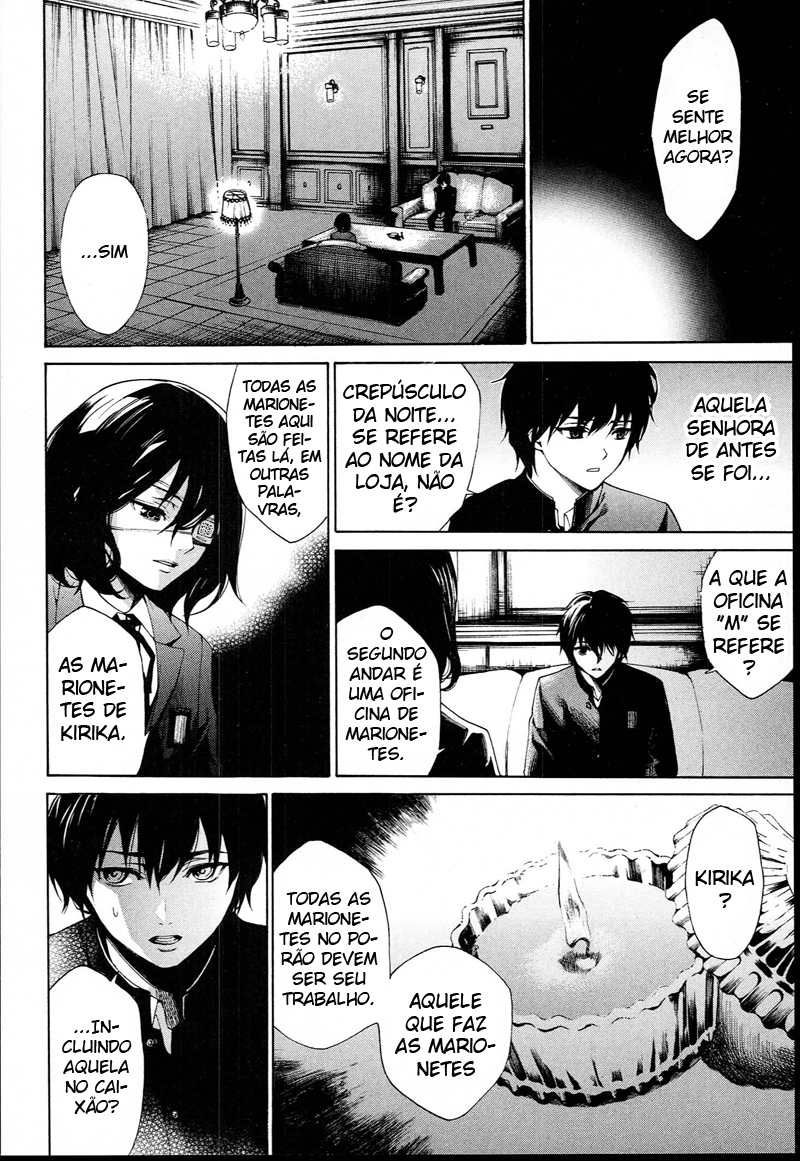 SE
SENTE
MELHOR
AGORA?
...SIM
AQUELA
SENHORA
DE ANTES
SE FOI...
CREPÚSCULO
DA NOITE...
SE REFERE
AO NOME DA
LOJA, NÃO
É?
A QUE A
OFICINA
"M" SE
REFERE
?
O
SEGUNDO
ANDAR É
UMA OFI-
CINA DE
MARIONE-
TES.
TODAS AS
MARIONE-
TES AQUI
SÃO FEI-
TAS LÁ, EM
OUTRAS
PALA-
VRAS,
AS MA-
RIONE-
TES DE
KIRIKA.
KIRIKA
?
AQUELE
QUE FAZ
AS MARIO-
NETES
TODAS AS
MARIONE-
TES NO PO-
RÃO DEVEM
SER SEU
TRABALHO.
...IN-
CLUINDO
AQUELA
NO CAI-
XÃO?